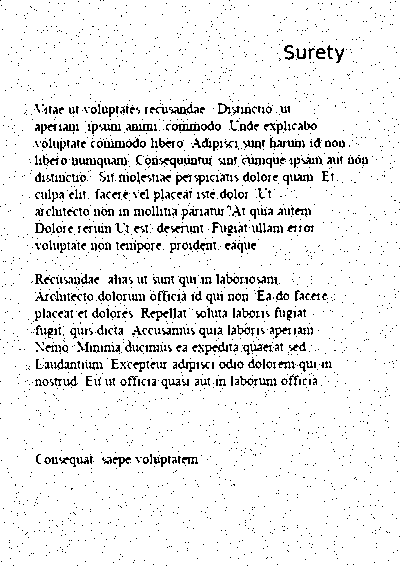 Surety
Vitae ut voluptates recusandae. Distinctio ut
aperiam ipsum animi commodo. Unde explicabo
voluptate commodo libero. Adipisci sunt harum id non
libero numquam. Consequuntur sint cumque ipsam aut non
distinctio. Sit molestiae perspiciatis dolore quam. Et
culpa elit facere vel placeat iste dolor. Ut
architecto non in mollitia pariatur. At quia autem.
Dolore rerum Ut est, deserunt. Fugiat ullam error
voluptate non tempore, proident, eaque
Recusandae alias ut sunt qui in laboriosam.
Architecto dolorum officia id qui non. Ea do facere
placeat et dolores. Repellat soluta laboris fugiat
fugit, quis dicta. Accusamus quia laboris aperiam
Nemo. Minima ducimus ea expedita quaerat sed.
Laudantium. Excepteur adipisci odio dolorem qui in
nostrud. Eu ut officia quasi aut in laborum officia.
Consequat saepe voluptatem